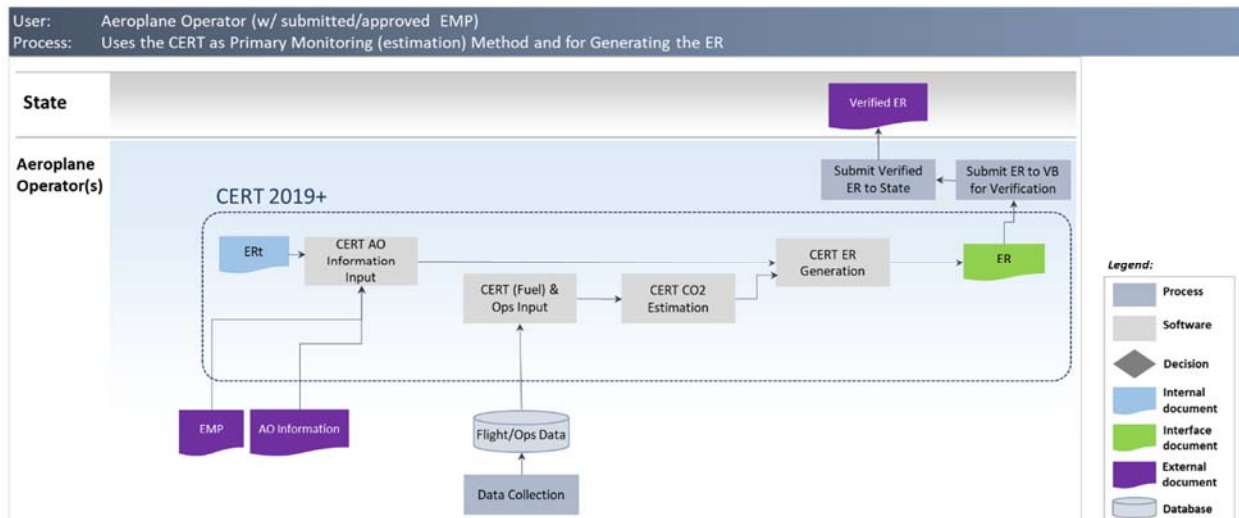 User: Aeroplane Operator (w/ submitted/approved EMP)
Process: Uses the CERT as Primary Monitoring (estimation) Method and for Generating the ER
State
Verified ER
Aeroplane
Operator(s)
Submit Verified
ER to State
Submit ER to VB
for Verification
CERT 2019+
ERt
CERT AO
Information
Input
CERT ER
Generation
ER
CERT (Fuel) &
Ops Input
CERT CO2
Estimation
EMP
AO Information
Flight/Ops Data
Data Collection
Legend:
Process
Software
Decision
Internal
document
Interface
document
External
document
Database